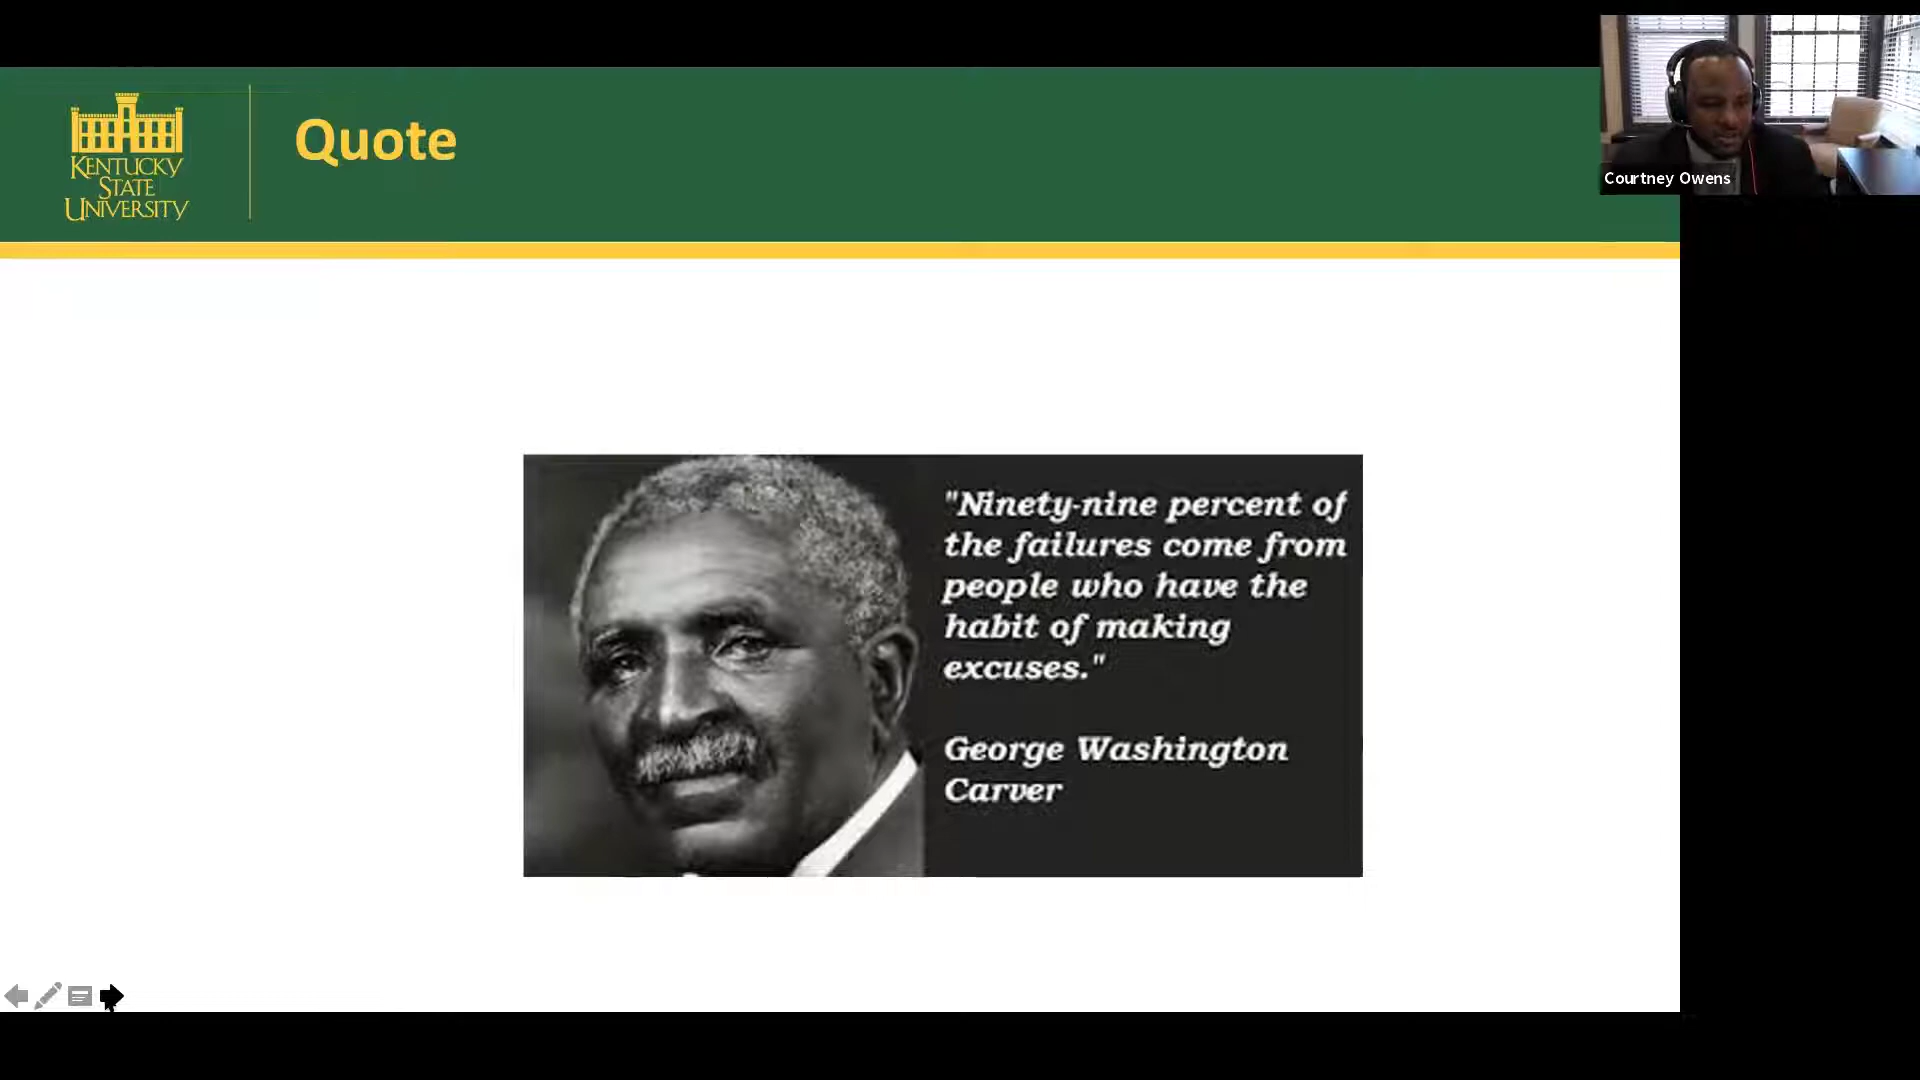 KENTUCKY
STATE
UNIVERSITY
Quote
Courtney Owens
"Ninety-nine percent of
the failures come from
people who have the
habit of making
excuses."
George Washington
Carver